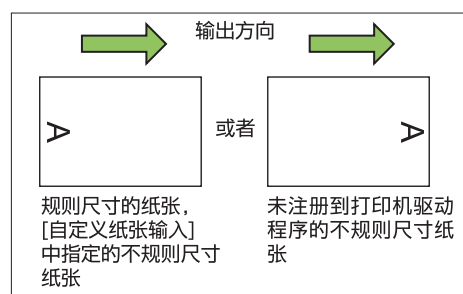 输出方向
A
或者
A
规则尺寸的纸张，
[自定义纸张输入]
中指定的不规则尺寸
纸张
未注册到打印机驱动
程序的不规则尺寸纸
张